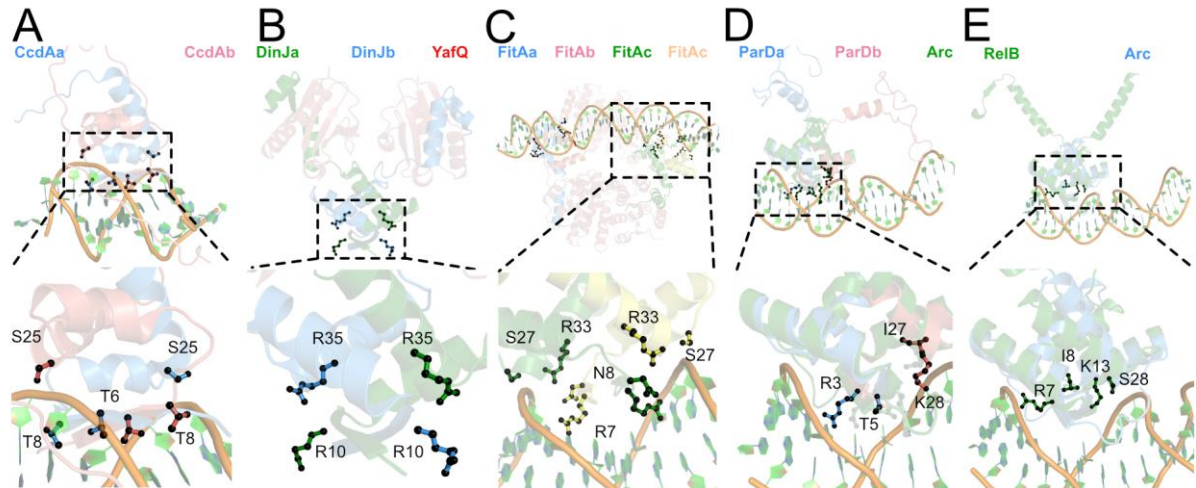 A B C D E
CcdAa CcdAb DinJa DinJb YafQ FitAa FitAb FitAc FitAc ParDa ParDb Arc RelB Arc
S25
S25
T6
T8
T8
R35
R35
R10
R10
S27
R33
R33
S27
N8
R7
I27
R3
K28
T5
I8
K13
S28
R7